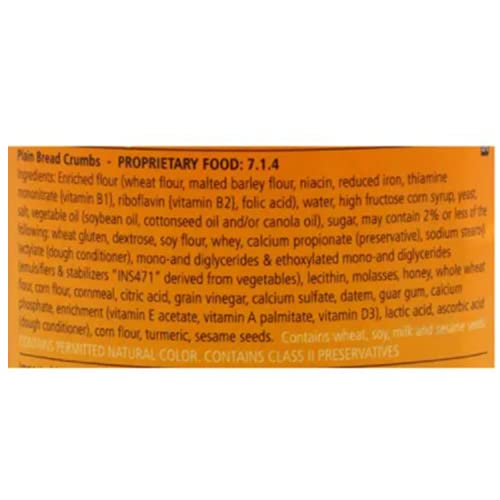 Plain Bread Crumbs - PROPRIETARY FOOD: 7.1.4
Ingredients: Enriched flour (wheat flour, malted barley flour, niacin, reduced iron, thiamine
mononitrate [vitamin B1], riboflavin (vitamin B2], folic acid), water, high fructose corn syrup, yeast,
salt, vegetable oil (soybean oil, cottonseed oil and/or canola oil), sugar, may contain 2% or less of the
following: wheat gluten, dextrose, soy flour, whey, calcium propionate (preservative), sodium stearoyl
lactylate (dough conditioner), mono-and diglycerides & ethoxylated mono-and diglycerides
(emulsifiers & stabilizers "INS471" derived from vegetables), lecithin, molasses, honey, whole wheat
flour, corn flour, cornmeal, citric acid, grain vinegar, calcium sulfate, datem, guar gum, calcium
phosphate, enrichment (vitamin E acetate, vitamin A palmitate, vitamin D3), lactic acid, ascorbic acid
(dough conditioner), corn flour, turmeric, sesame seeds. Contains wheat, soy, milk and sesame seeds.
CONTAINS PERMITTED NATURAL COLOR. CONTAINS CLASS II PRESERVATIVES